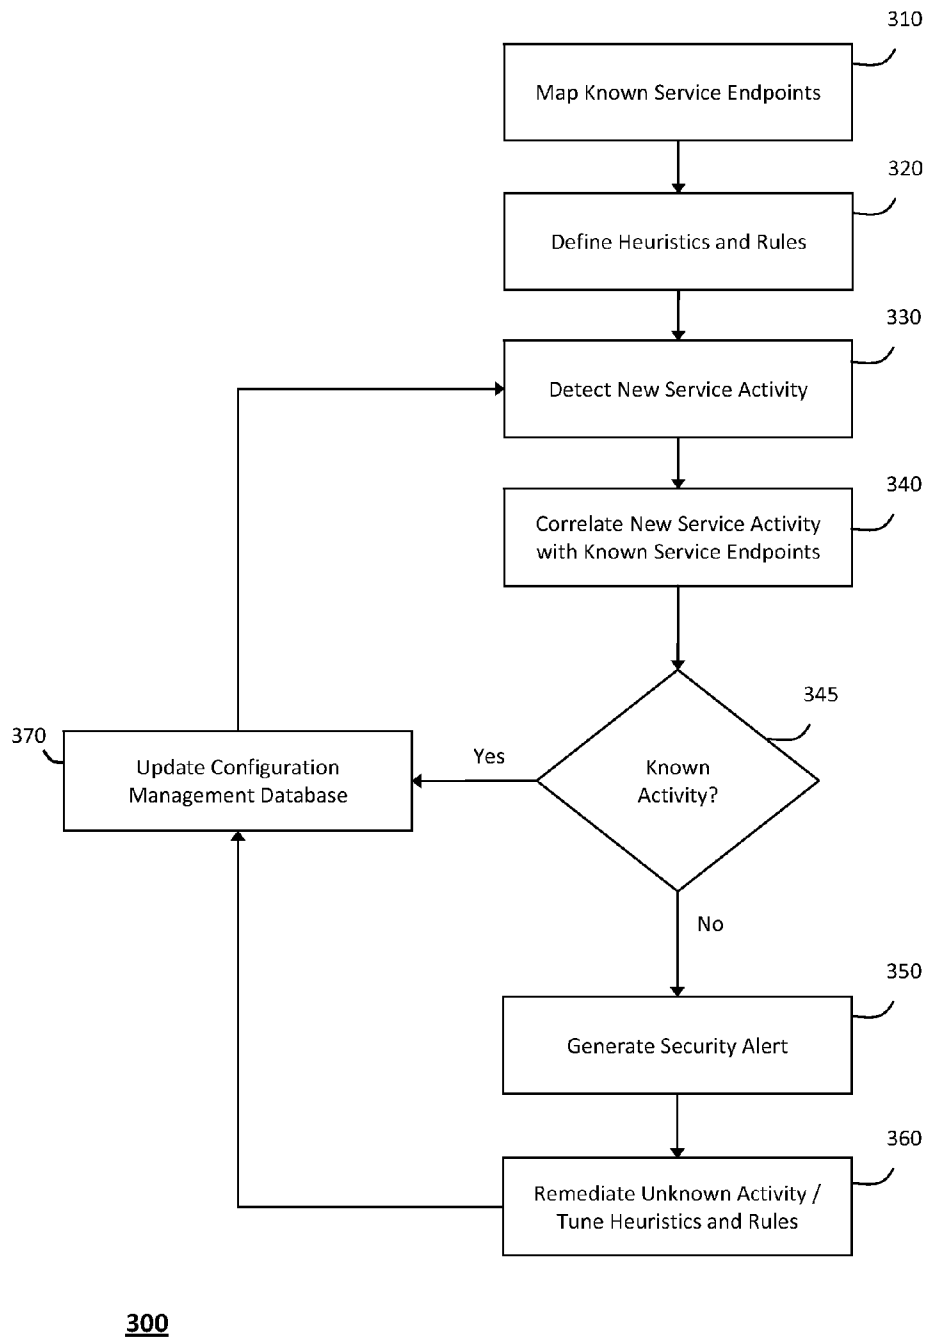 310
Map Known Service Endpoints
320
Define Heuristics and Rules
330
Detect New Service Activity
340
Correlate New Service Activity
with Known Service Endpoints
345
Known
Activity?
Yes
370
Update Configuration
Management Database
No
350
Generate Security Alert
360
Remediate Unknown Activity /
Tune Heuristics and Rules
300